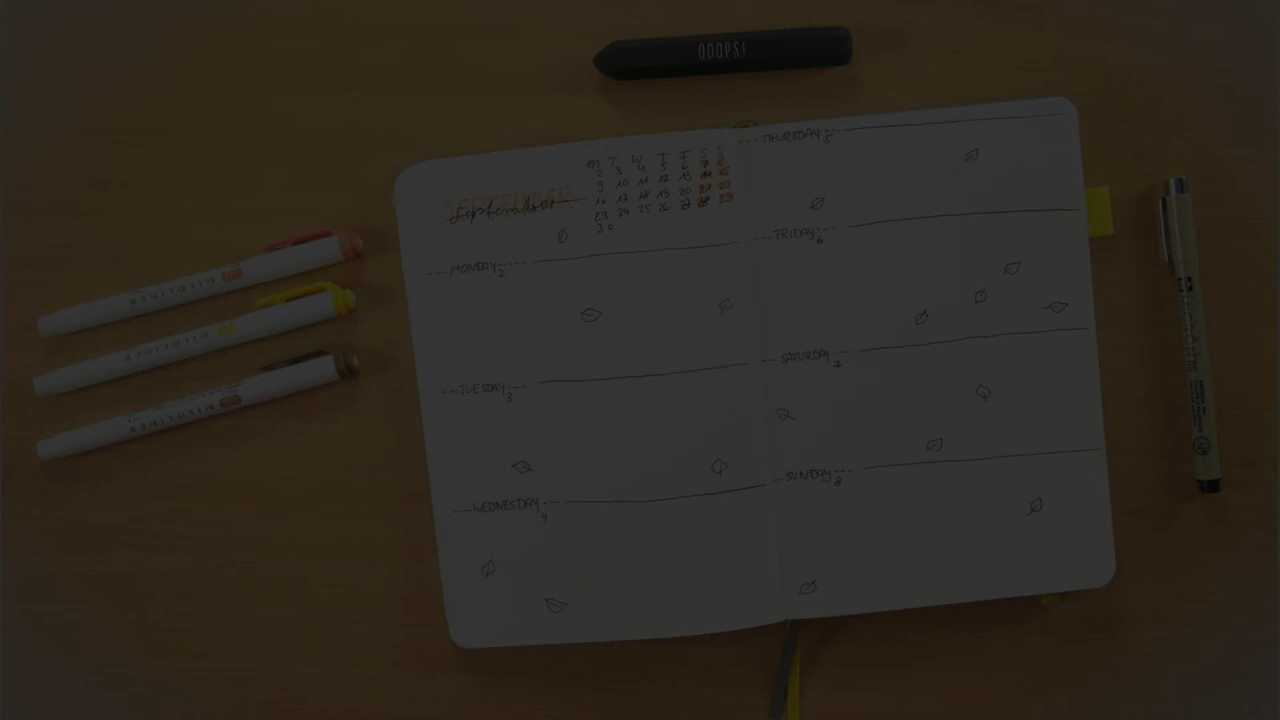 OOOPS!
SEPTEMBER
September
M T W T F S S
2 3 4 5 6 7 8
9 10 11 12 13 14 15
16 17 18 19 20 21 22
23 24 25 26 27 28 29
30
MONDAY 2
TUESDAY 3
WEDNESDAY 4
THURSDAY 5
FRIDAY 6
SATURDAY 7
SUNDAY 8